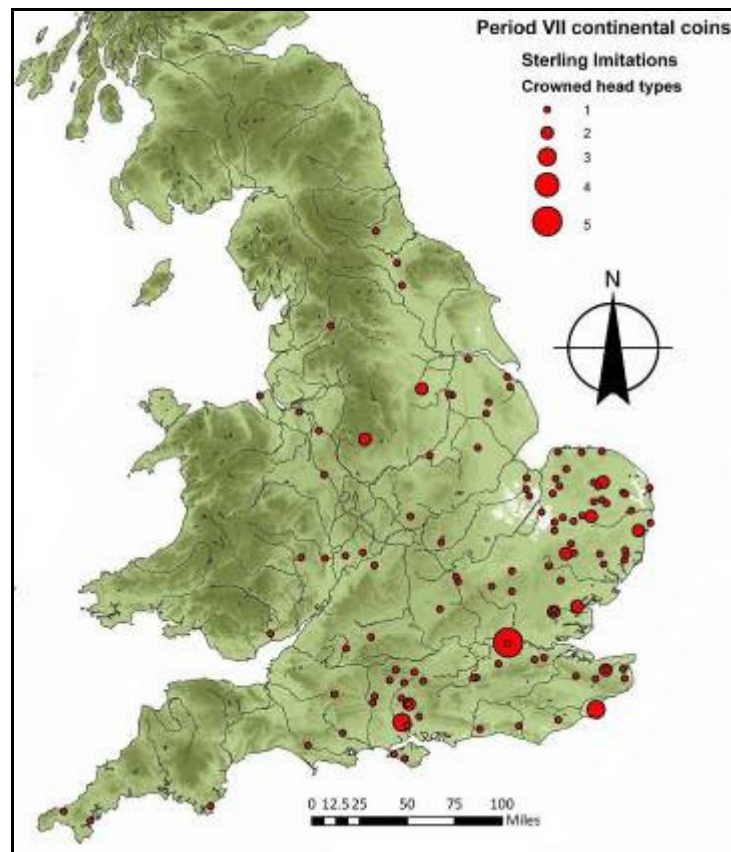 Period VII continental coins
Sterling Imitations
Crowned head types
1
2
3
4
5
N
0 12.5 25 50 75 100
Miles